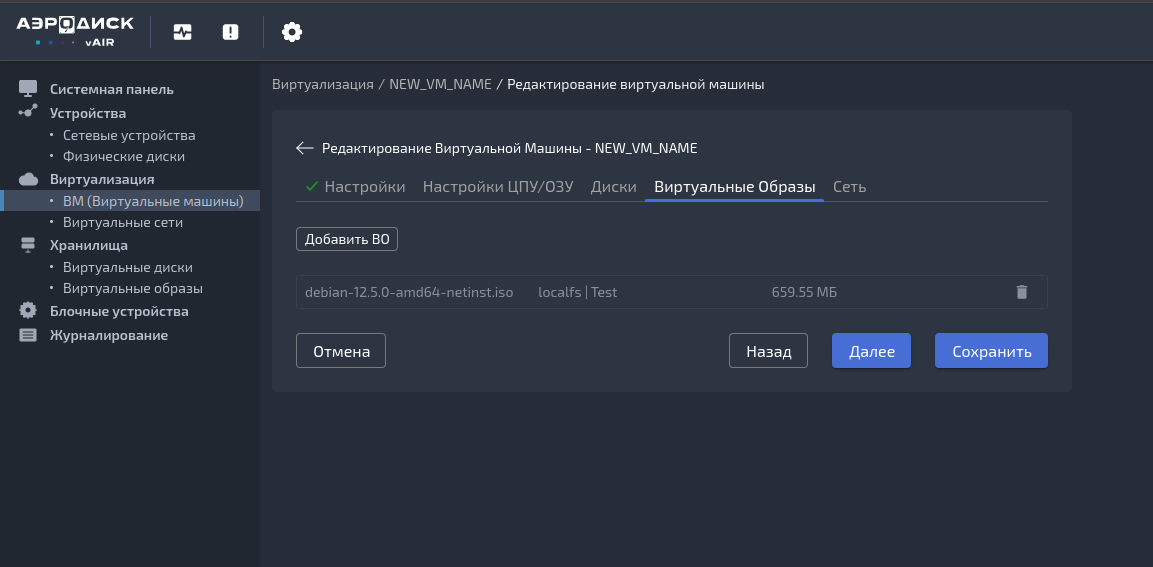 АЭРОДИСК
vAIR
Системная панель
Устройства
Сетевые устройства
Физические диски
Виртуализация
ВМ (Виртуальные машины)
Виртуальные сети
Хранилища
Виртуальные диски
Виртуальные образы
Блочные устройства
Журналирование
Виртуализация / NEW_VM_NAME / Редактирование виртуальной машины
Редактирование Виртуальной Машины - NEW_VM_NAME
Настройки Настройки ЦПУ/ОЗУ Диски Виртуальные Образы Сеть
Добавить ВО
debian-12.5.0-amd64-netinst.iso localfs | Test 659.55 МБ
Отмена Назад Далее Сохранить